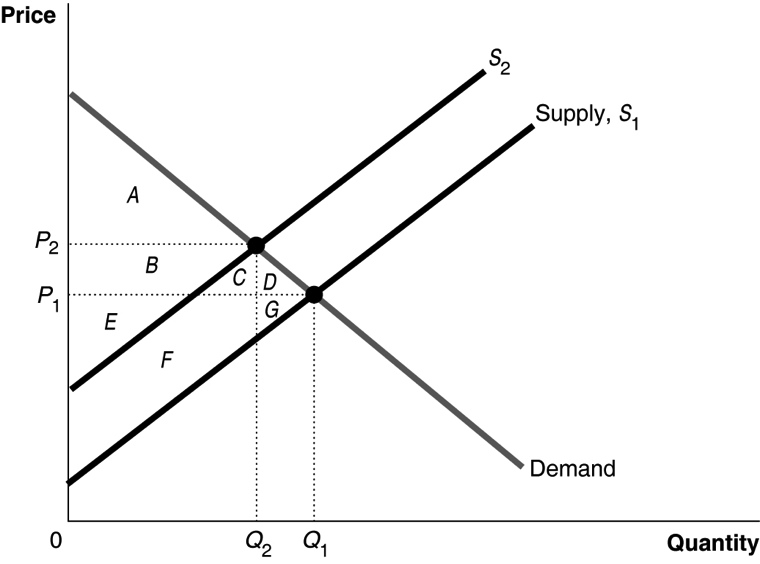 Price
S2
Supply, S1
A
P2
B
C
D
P1
G
E
F
Demand
0
Q2
Q1
Quantity